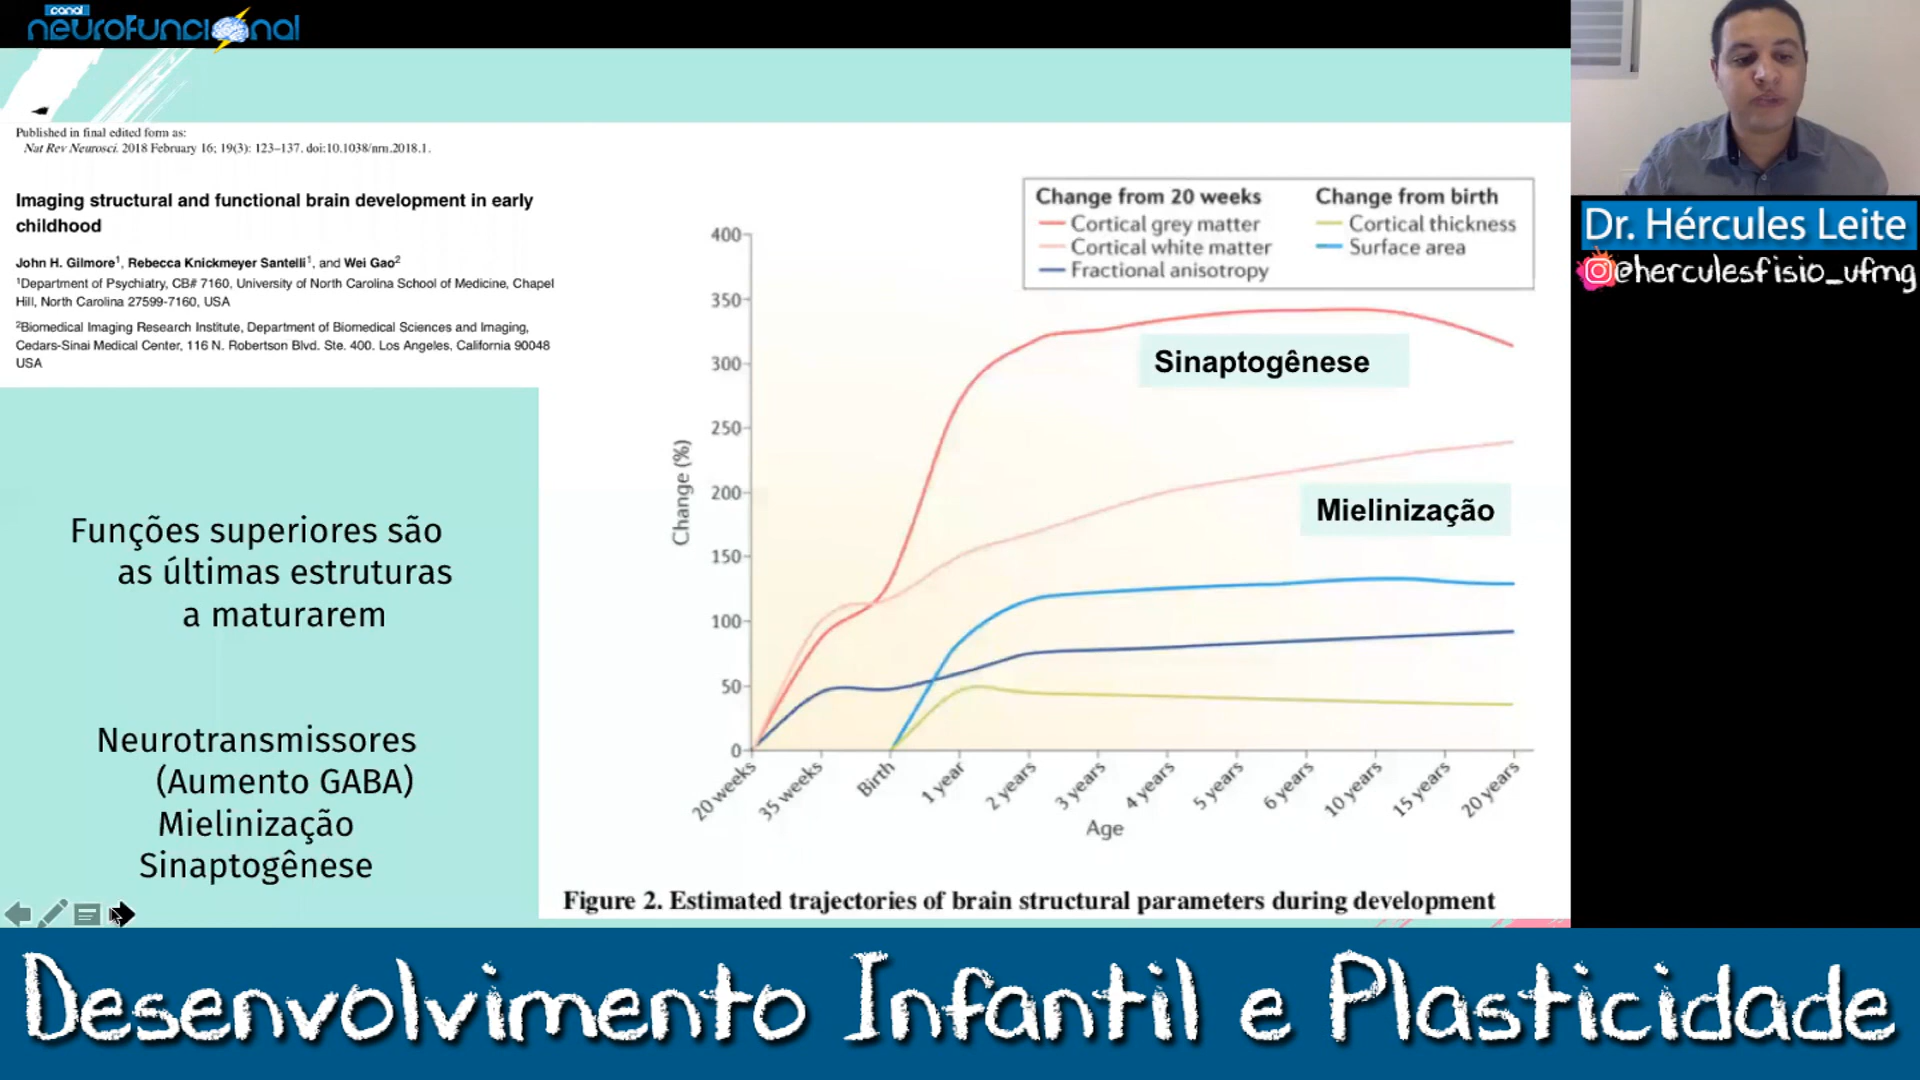 canal
neurofuncional
Published in final edited form as:
Nat Rev Neurosci. 2018 February 16; 19(3): 123–137. doi:10.1038/nrn.2018.1.
Imaging structural and functional brain development in early
childhood
John H. Gilmore1, Rebecca Knickmeyer Santelli1, and Wei Gao2
1Department of Psychiatry, CB# 7160, University of North Carolina School of Medicine, Chapel
Hill, North Carolina 27599-7160, USA
2Biomedical Imaging Research Institute, Department of Biomedical Sciences and Imaging,
Cedars-Sinai Medical Center, 116 N. Robertson Blvd. Ste. 400. Los Angeles, California 90048
USA
Funções superiores são
as últimas estruturas
a maturarem
Neurotransmissores
(Aumento GABA)
Mielinização
Sinaptogênese
Change from 20 weeks
Cortical grey matter
Cortical white matter
Fractional anisotropy
Change from birth
Cortical thickness
Surface area
400
350
300
250
200
150
100
50
0
Change (%)
Sinaptogênese
Mielinização
20 weeks
35 weeks
Birth
1 year
2 years
3 years
4 years
5 years
6 years
10 years
15 years
20 years
Age
Figure 2. Estimated trajectories of brain structural parameters during development
Dr. Hércules Leite
@herculesfisio_ufmg
Desenvolvimento Infantil e Plasticidade